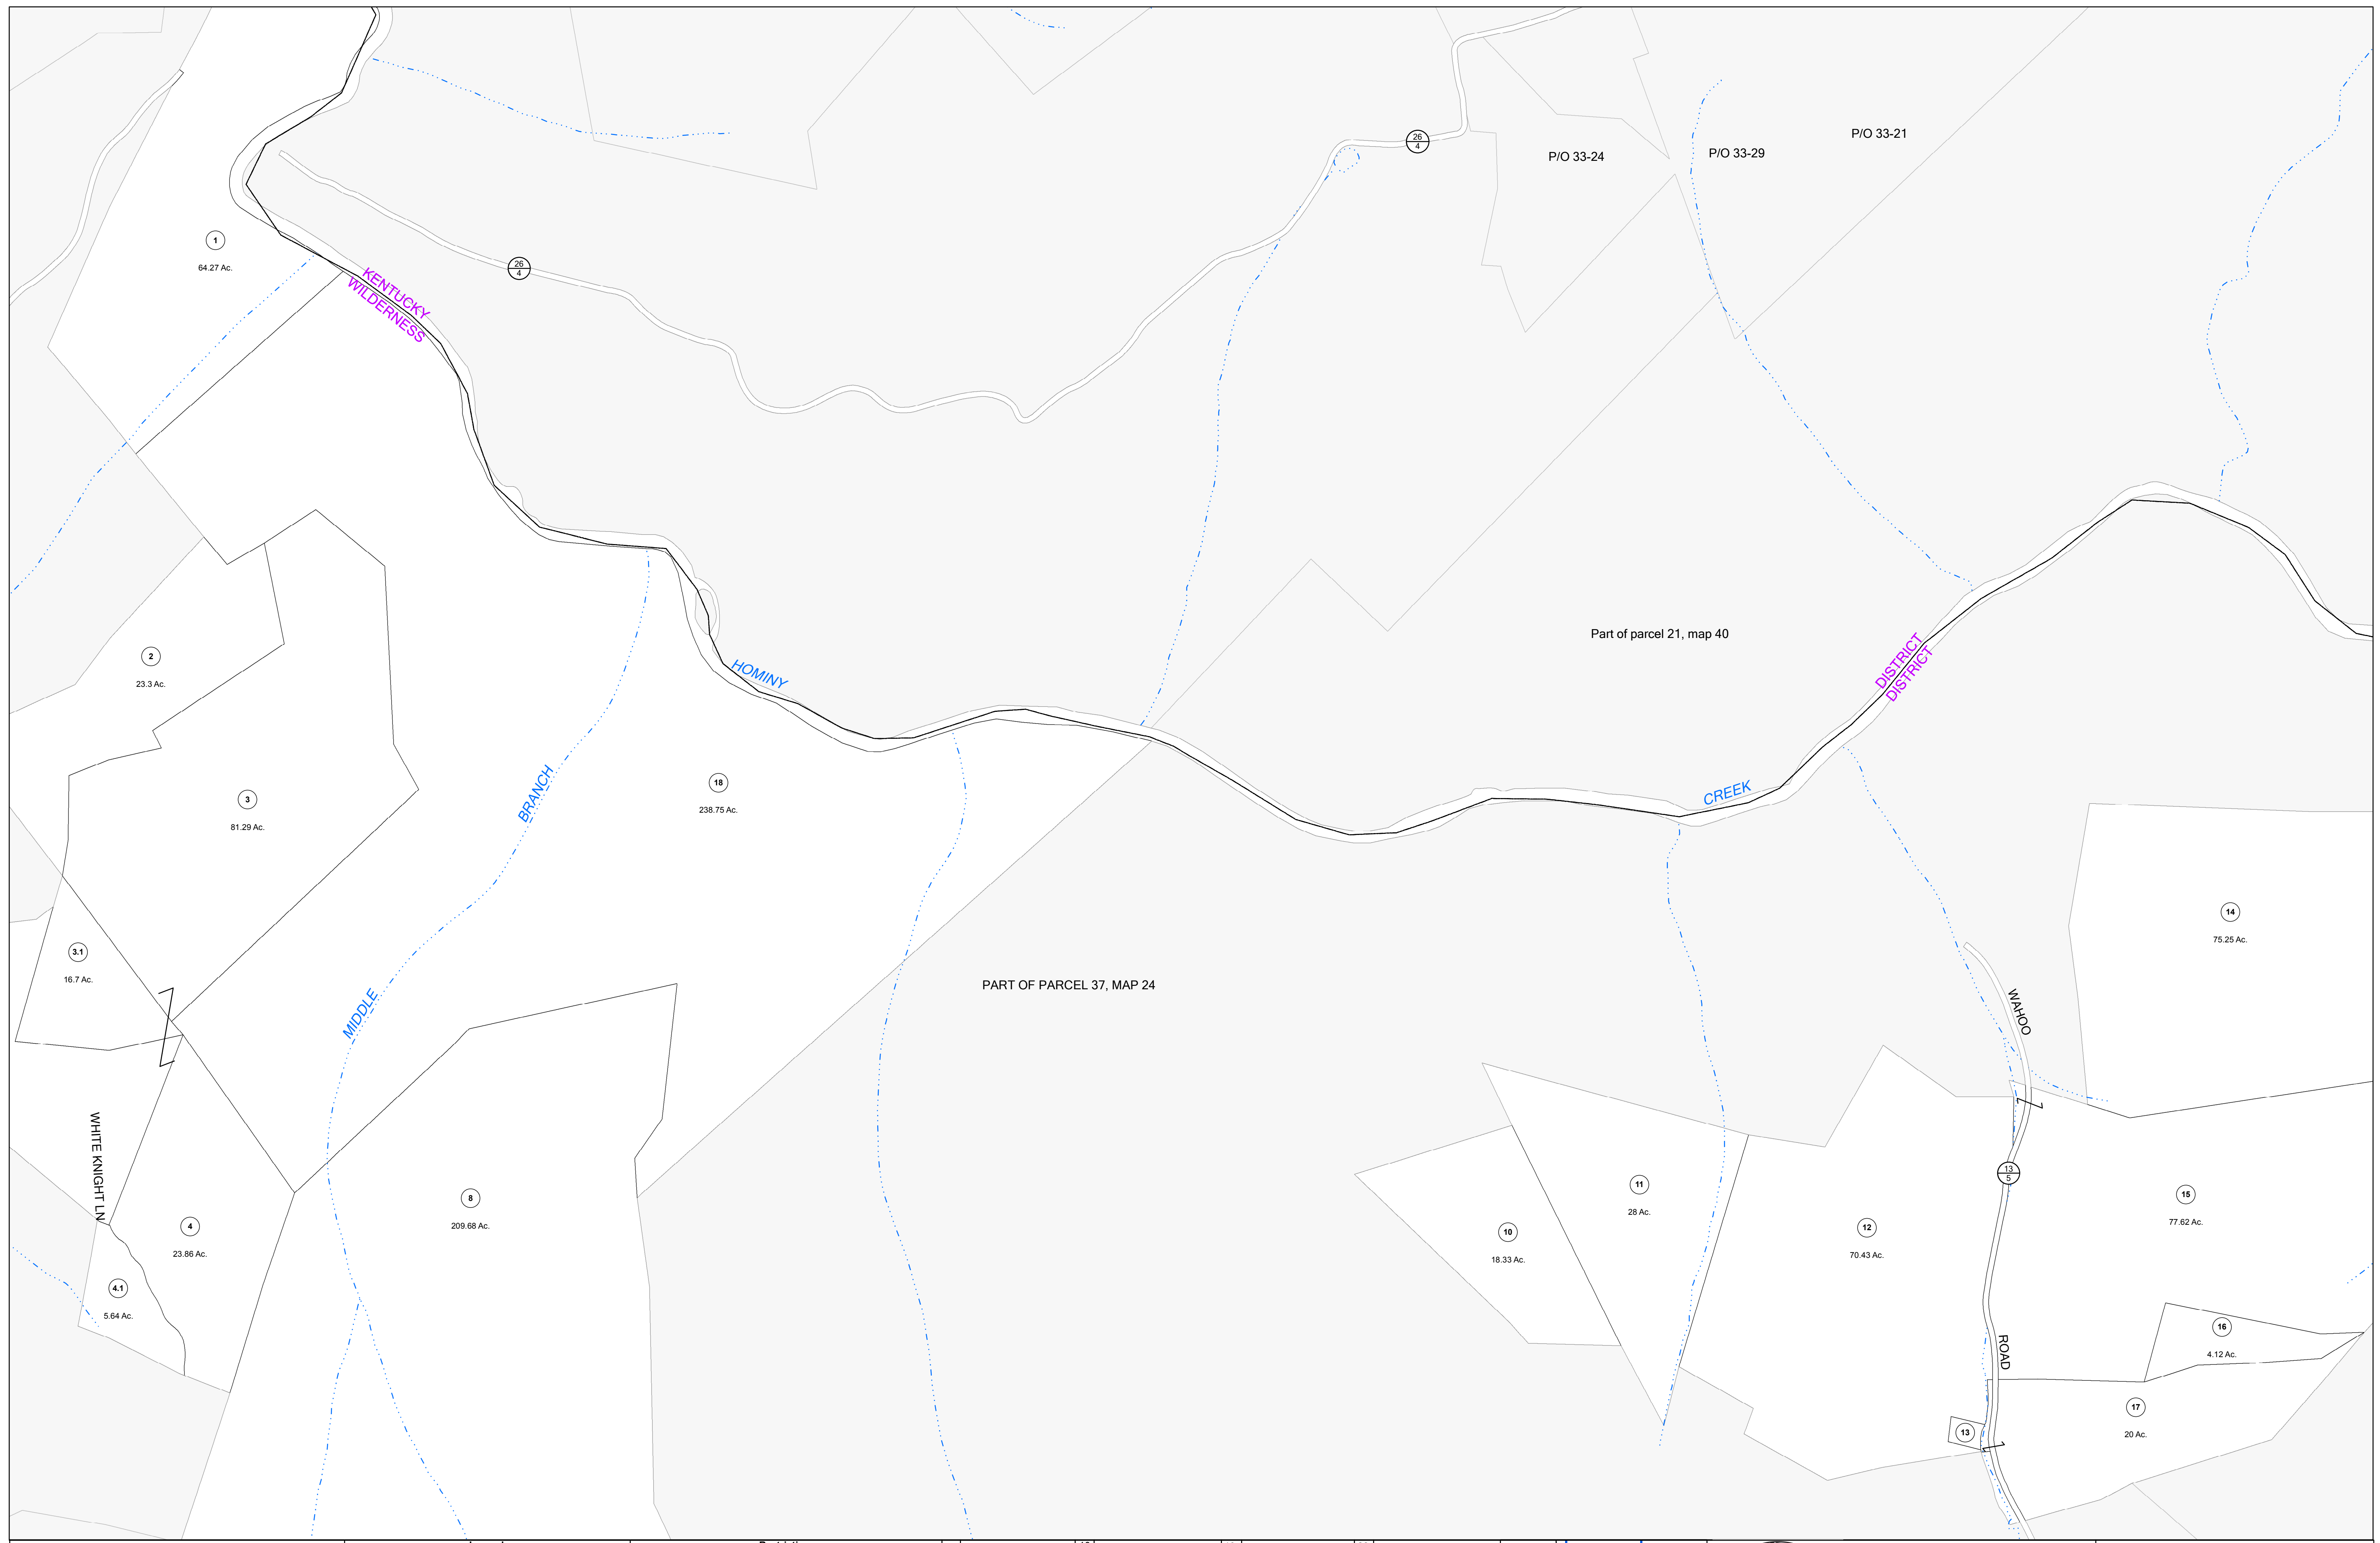 P/O 33-21
26
4
P/O 33-24
P/O 33-29
1
64.27 Ac.
26
4
KENTUCKY
WILDERNESS
Part of parcel 21, map 40
DISTRICT
DISTRICT
2
23.3 Ac.
HOMINY
18
238.75 Ac.
CREEK
BRANCH
3
81.29 Ac.
14
75.25 Ac.
3.1
16.7 Ac.
PART OF PARCEL 37, MAP 24
MIDDLE
WAHOO
WHITE KNIGHT LN
13
5
11
28 Ac.
15
77.62 Ac.
8
209.68 Ac.
4
23.86 Ac.
12
70.43 Ac.
10
18.33 Ac.
4.1
5.64 Ac.
16
4.12 Ac.
ROAD
17
20 Ac.
13